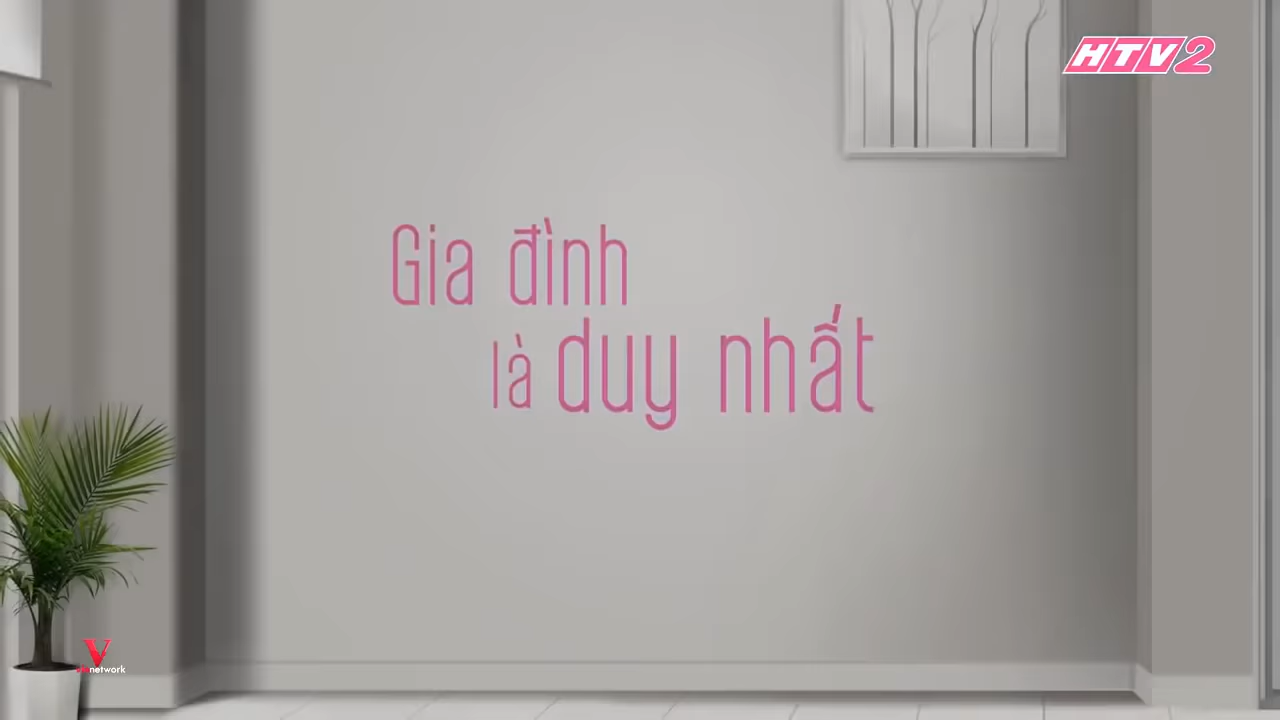 HTV2
Gia đình
là duy nhất
network